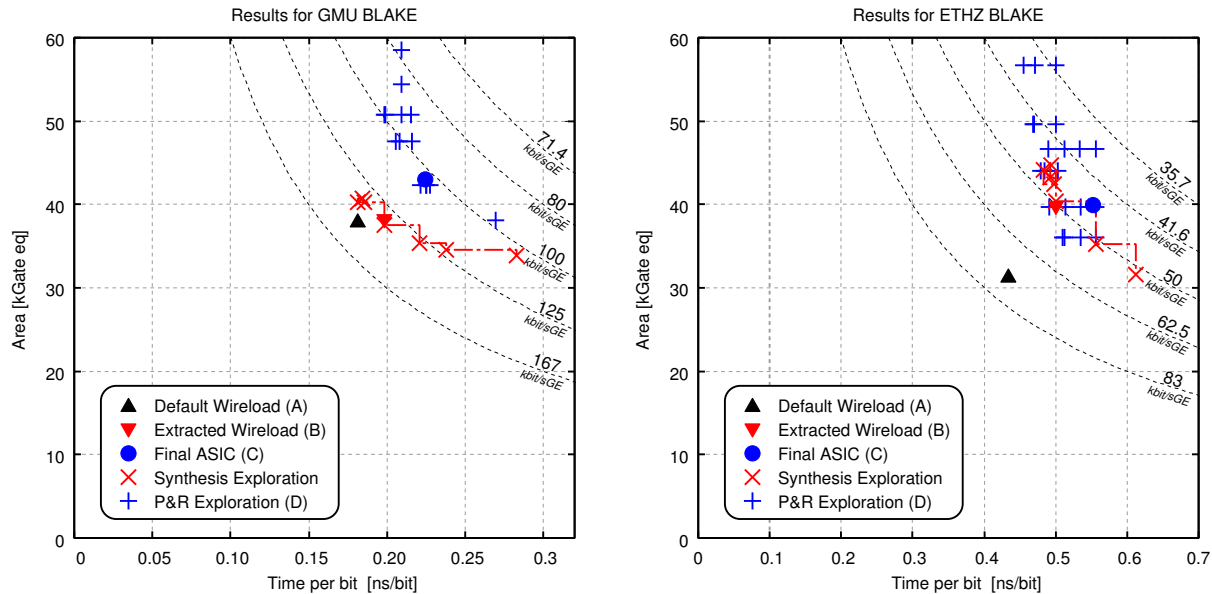 Results for GMU BLAKE
60
50
40
30
20
10
0
Area [kGate eq]
0
0.05
0.10
0.15
0.20
0.25
0.3
Time per bit [ns/bit]
71.4
kbit/sGE
80
kbit/sGE
100
kbit/sGE
125
kbit/sGE
167
kbit/sGE
Default Wireload (A)
Extracted Wireload (B)
Final ASIC (C)
Synthesis Exploration
P&R Exploration (D)
Results for ETHZ BLAKE
60
50
40
30
20
10
0
Area [kGate eq]
0
0.1
0.2
0.3
0.4
0.5
0.6
0.7
Time per bit [ns/bit]
35.7
kbit/sGE
41.6
kbit/sGE
50
kbit/sGE
62.5
kbit/sGE
83
kbit/sGE
Default Wireload (A)
Extracted Wireload (B)
Final ASIC (C)
Synthesis Exploration
P&R Exploration (D)